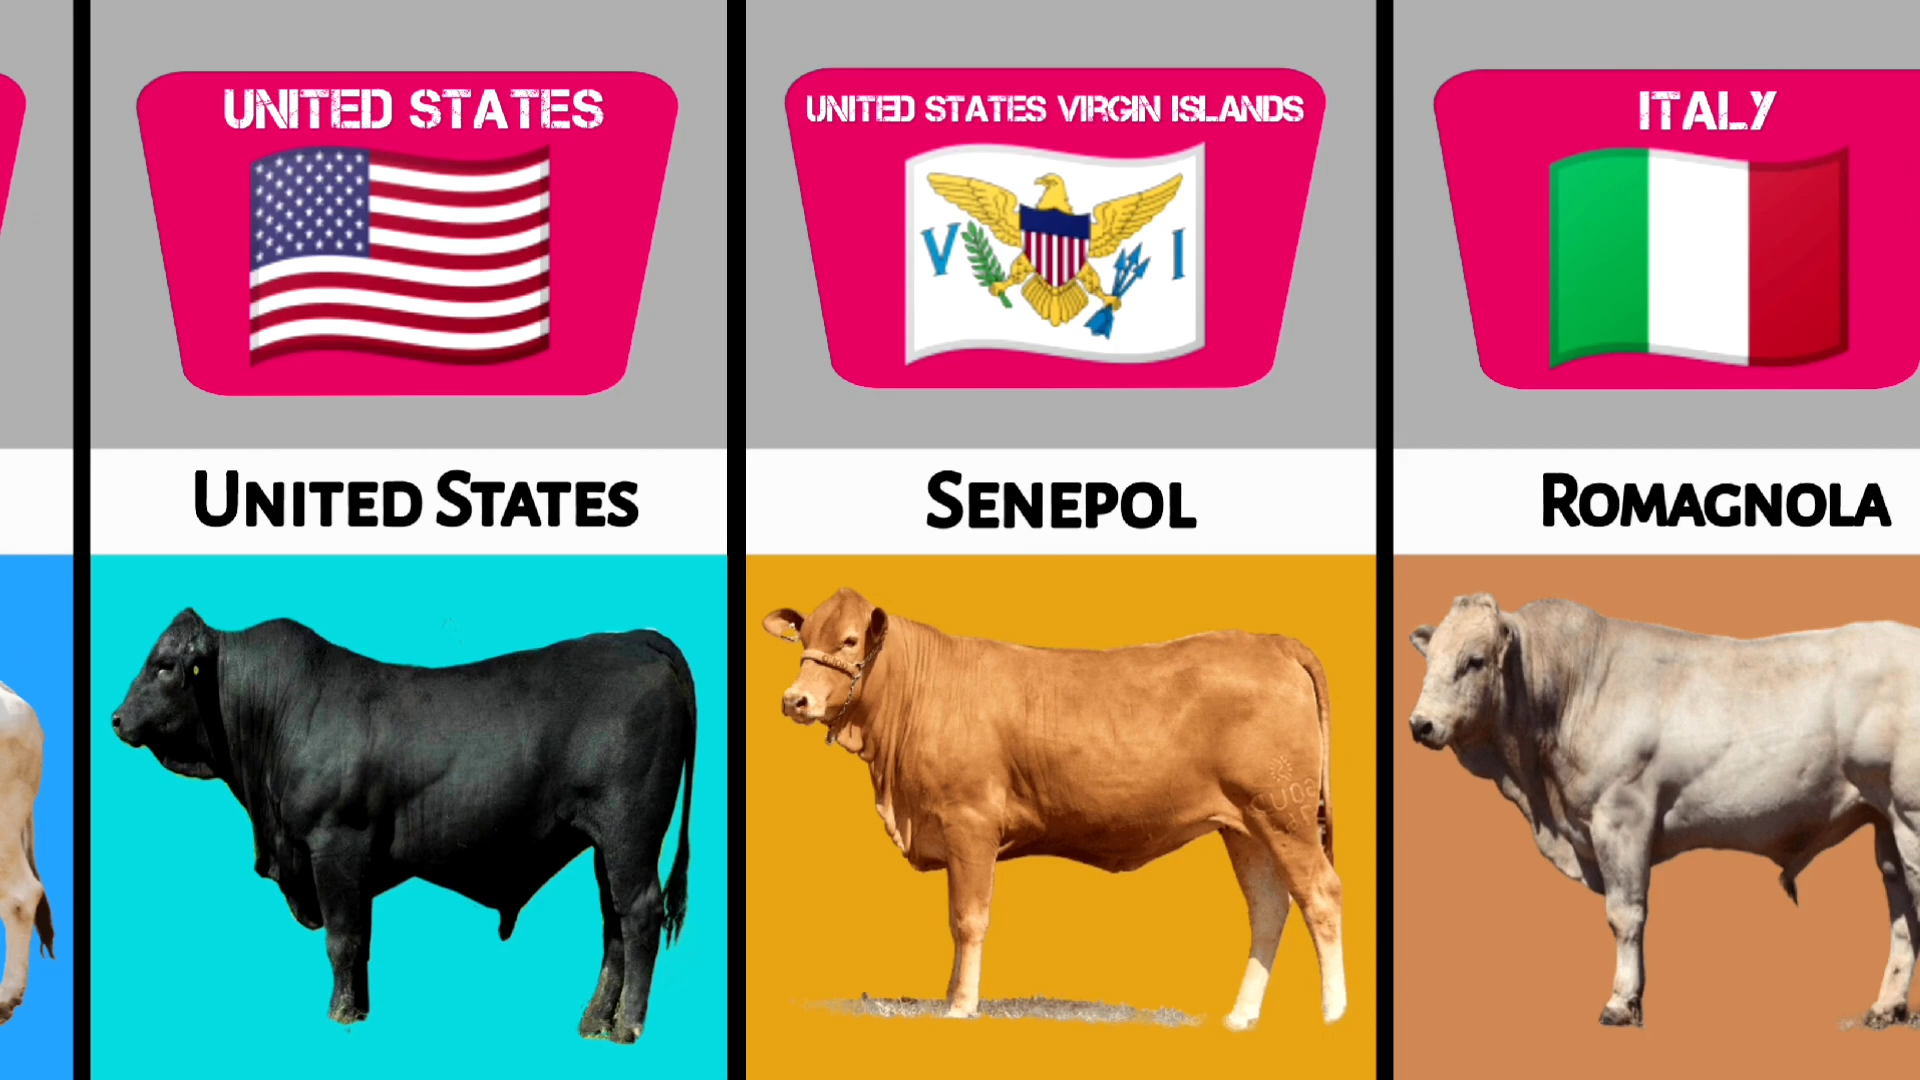 UNITED STATES
UNITED STATES VIRGIN ISLANDS
ITALY
V I
UNITED STATES
SENEPOL
ROMAGNOLA